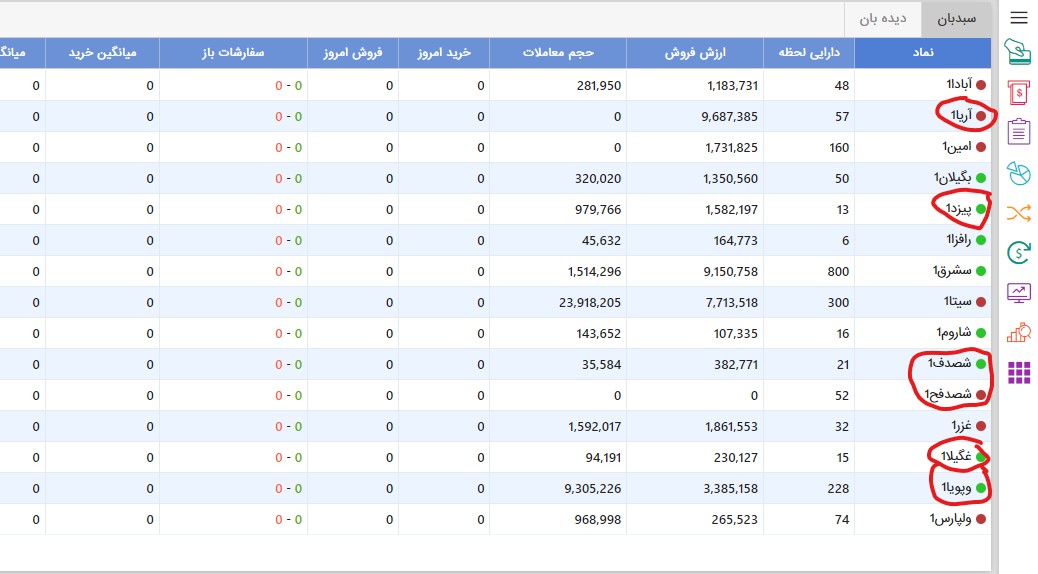 سبدبان دیده بان
نماد دارایی لحظه ارزش فروش حجم معاملات خرید امروز فروش امروز سفارشات باز میانگین خرید
آبادا1 48 1,183,731 281,950 0 0 0 - 0 0 0
آریا1 57 9,687,385 0 0 0 0 - 0 0 0
امین1 160 1,731,825 0 0 0 0 - 0 0 0
بگیلان1 50 1,350,560 320,020 0 0 0 - 0 0 0
پیزد1 13 1,582,197 979,766 0 0 0 - 0 0 0
رافزا1 6 164,773 45,632 0 0 0 - 0 0 0
سشرق1 800 9,150,758 1,514,296 0 0 0 - 0 0 0
سیتا1 300 7,713,518 23,918,205 0 0 0 - 0 0 0
شاروم1 16 107,335 143,652 0 0 0 - 0 0 0
شصدف1 21 382,771 35,584 0 0 0 - 0 0 0
شصدفح1 52 0 0 0 0 0 - 0 0 0
غزر1 32 1,861,553 1,592,017 0 0 0 - 0 0 0
غگیلا1 15 230,127 94,191 0 0 0 - 0 0 0
وپویا1 228 3,385,158 9,305,226 0 0 0 - 0 0 0
ولپارس1 74 265,523 968,998 0 0 0 - 0 0 0